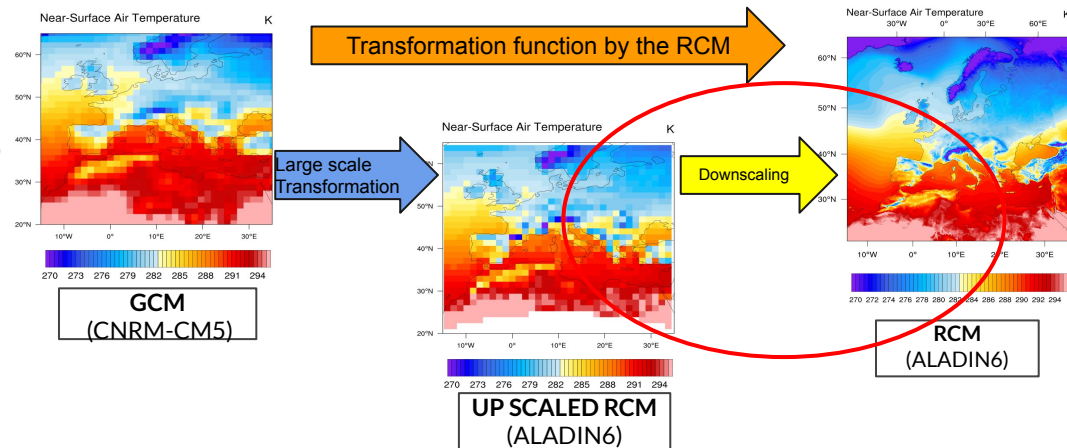 Near-Surface Air Temperature K
60°N
50°N
40°N
30°N
20°N
10°W 0°E 10°E 20°E 30°E
270 273 276 279 282 285 288 291 294
GCM
(CNRM-CM5)
Transformation function by the RCM
Large scale
Transformation
Near-Surface Air Temperature K
60°N
50°N
40°N
30°N
20°N
10°W 0°E 10°E 20°E 30°E
270 273 276 279 282 285 288 291 294
UP SCALED RCM
(ALADIN6)
Downscaling
Near-Surface Air Temperature K
30°W 0°E 30°E 60°E
60°N
50°N
40°N
30°N
10°W 0°E 10°E 20°E 30°E
270 272 274 276 278 280 282 284 286 288 290 292 294
RCM
(ALADIN6)